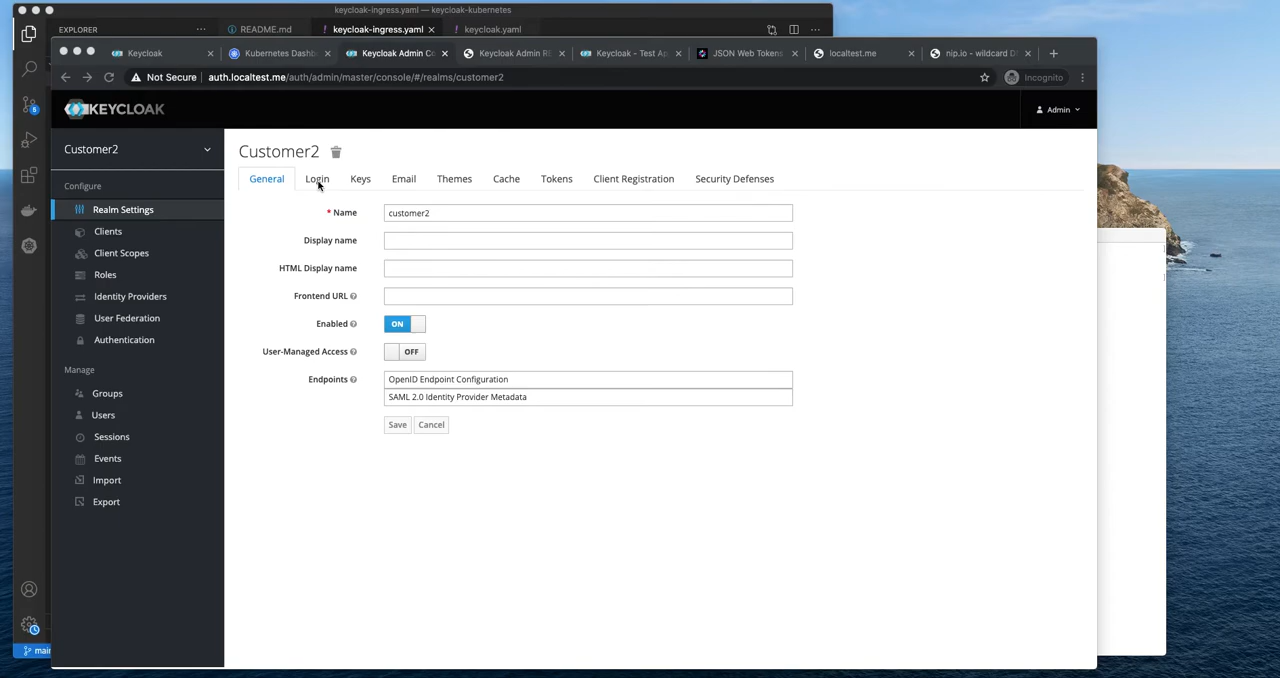 keycloak-ingress.yaml — keycloak-kubernetes
EXPLORER
README.md
keycloak-ingress.yaml
keycloak.yaml
Keycloak
Kubernetes Dashb
Keycloak Admin Co
Keycloak Admin RE
Keycloak - Test Ap
JSON Web Tokens
localtest.me
nip.io - wildcard D
Not Secure
auth.localtest.me/auth/admin/master/console/#/realms/customer2
Incognito
KEYCLOAK
Admin
Customer2
Configure
Realm Settings
Clients
Client Scopes
Roles
Identity Providers
User Federation
Authentication
Manage
Groups
Users
Sessions
Events
Import
Export
Customer2
General
Login
Keys
Email
Themes
Cache
Tokens
Client Registration
Security Defenses
* Name
customer2
Display name
HTML Display name
Frontend URL
Enabled
ON
User-Managed Access
OFF
Endpoints
OpenID Endpoint Configuration
SAML 2.0 Identity Provider Metadata
Save
Cancel
5
main